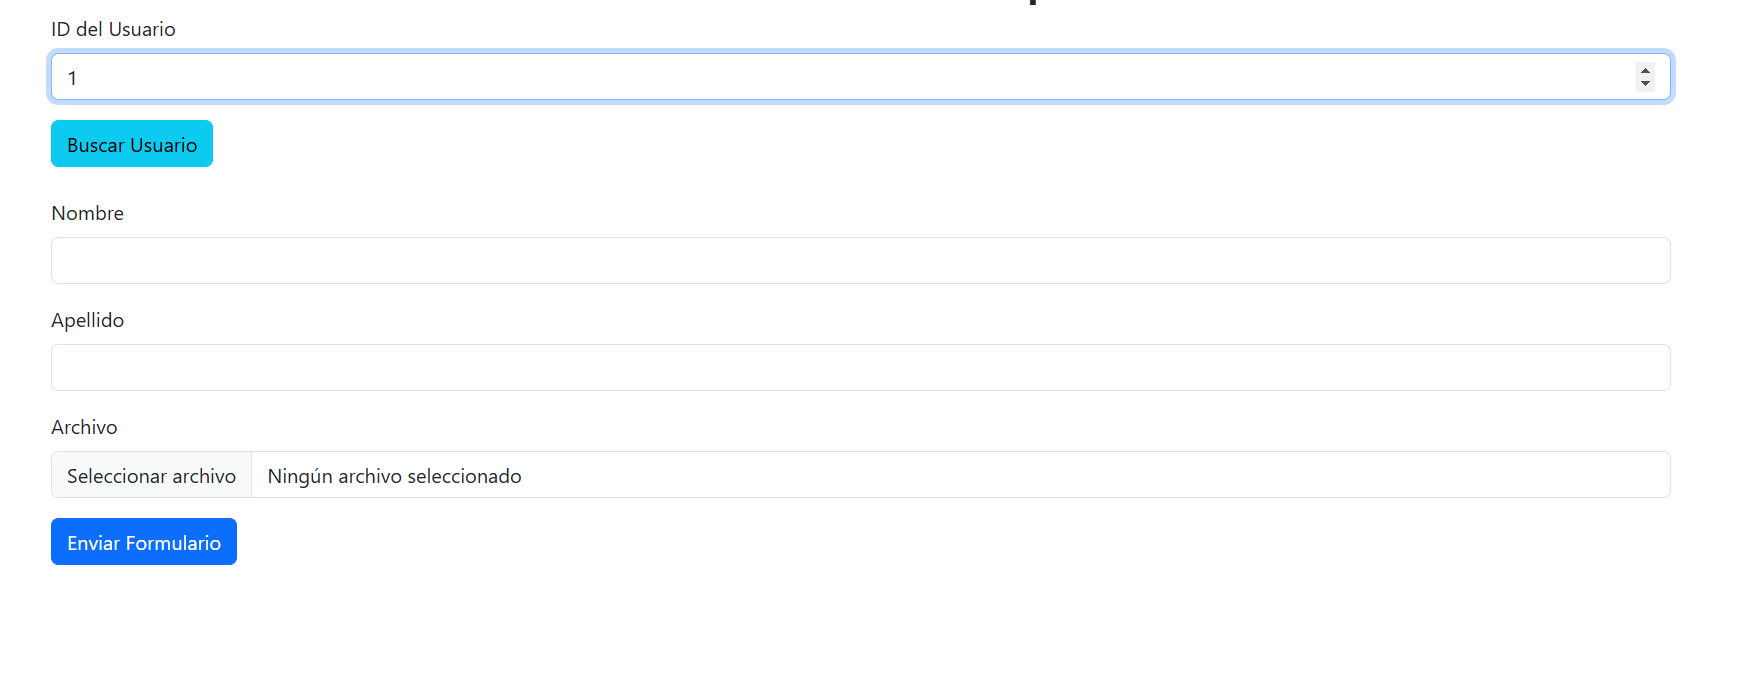 ID del Usuario
1
Buscar Usuario
Nombre
Apellido
Archivo
Seleccionar archivo Ningún archivo seleccionado
Enviar Formulario